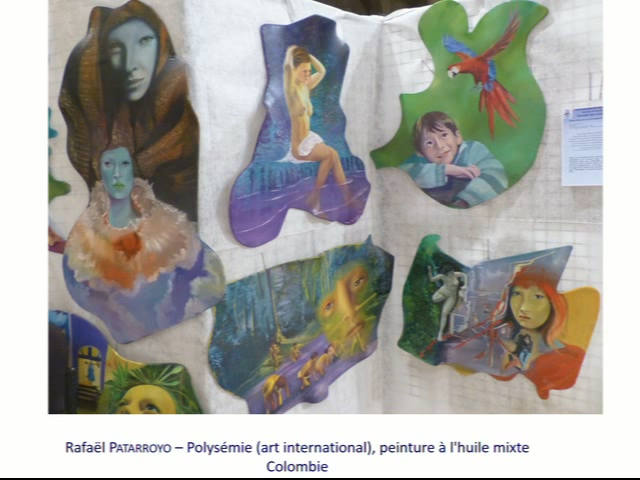 Rafaël PATARROYO – Polysémie (art international), peinture à l'huile mixte
Colombie